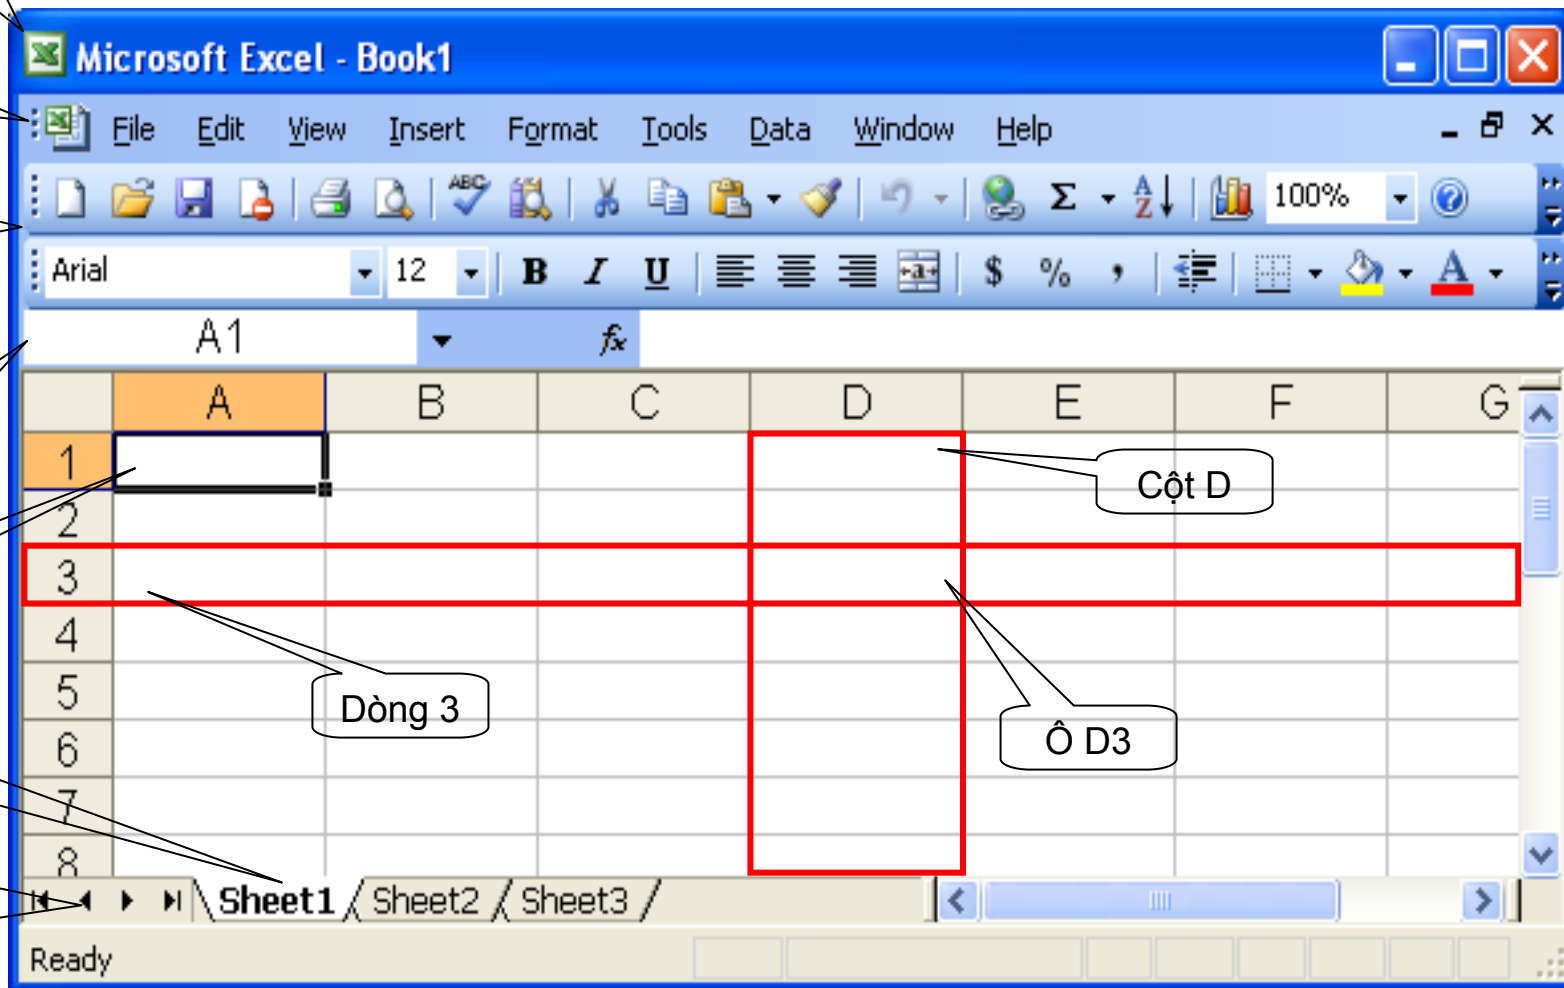 Microsoft Excel - Book1
File Edit View Insert Format Tools Data Window Help
ABC Σ A Z 100% ?
Arial 12 B I U a $ % , A
A1 fx
A B C D E F G
1
Cột D
2
3
4
5
Dòng 3
6
Ô D3
7
8
Sheet1 Sheet2 Sheet3
Ready